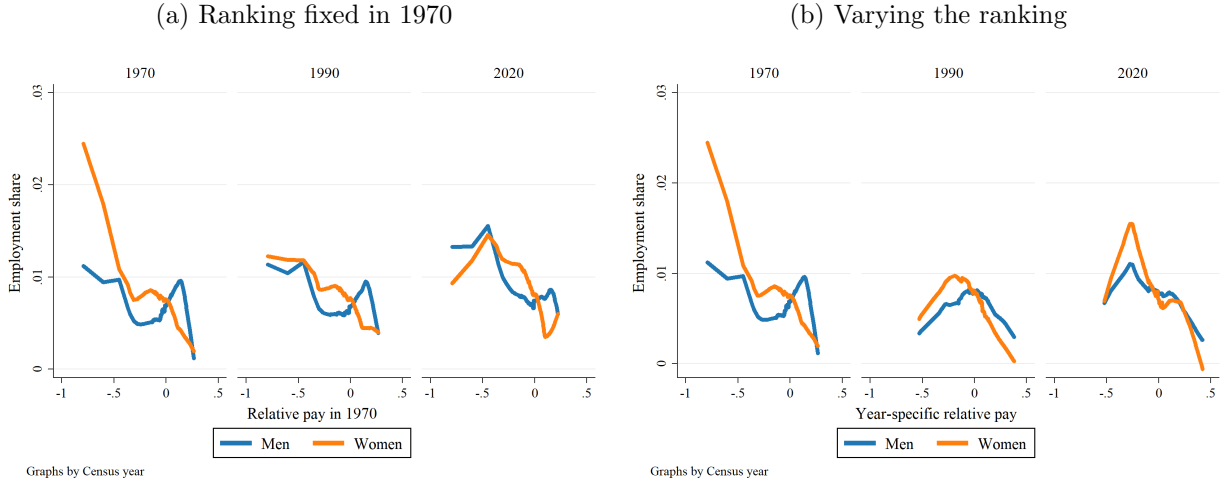 (a) Ranking fixed in 1970
1970 1990 2020
Employment share
.03
.02
.01
0
-1 -.5 0 .5 -1 -.5 0 .5 -1 -.5 0 .5
Relative pay in 1970
Men Women
Graphs by Census year
(b) Varying the ranking
1970 1990 2020
Employment share
.03
.02
.01
0
-1 -.5 0 .5 -1 -.5 0 .5 -1 -.5 0 .5
Year-specific relative pay
Men Women
Graphs by Census year